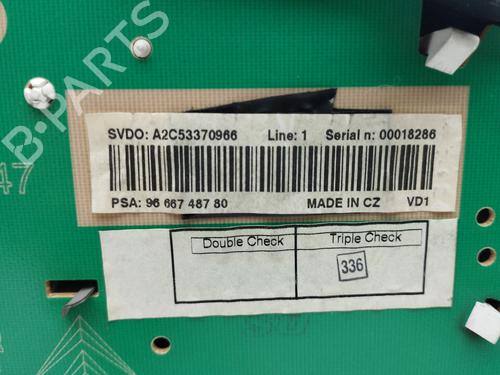 B-PARTS
SVDO: A2C53370966 Line: 1 Serial n: 00018286
PSA: 96 667 487 80 MADE IN CZ VD1
47
Double Check Triple Check
336